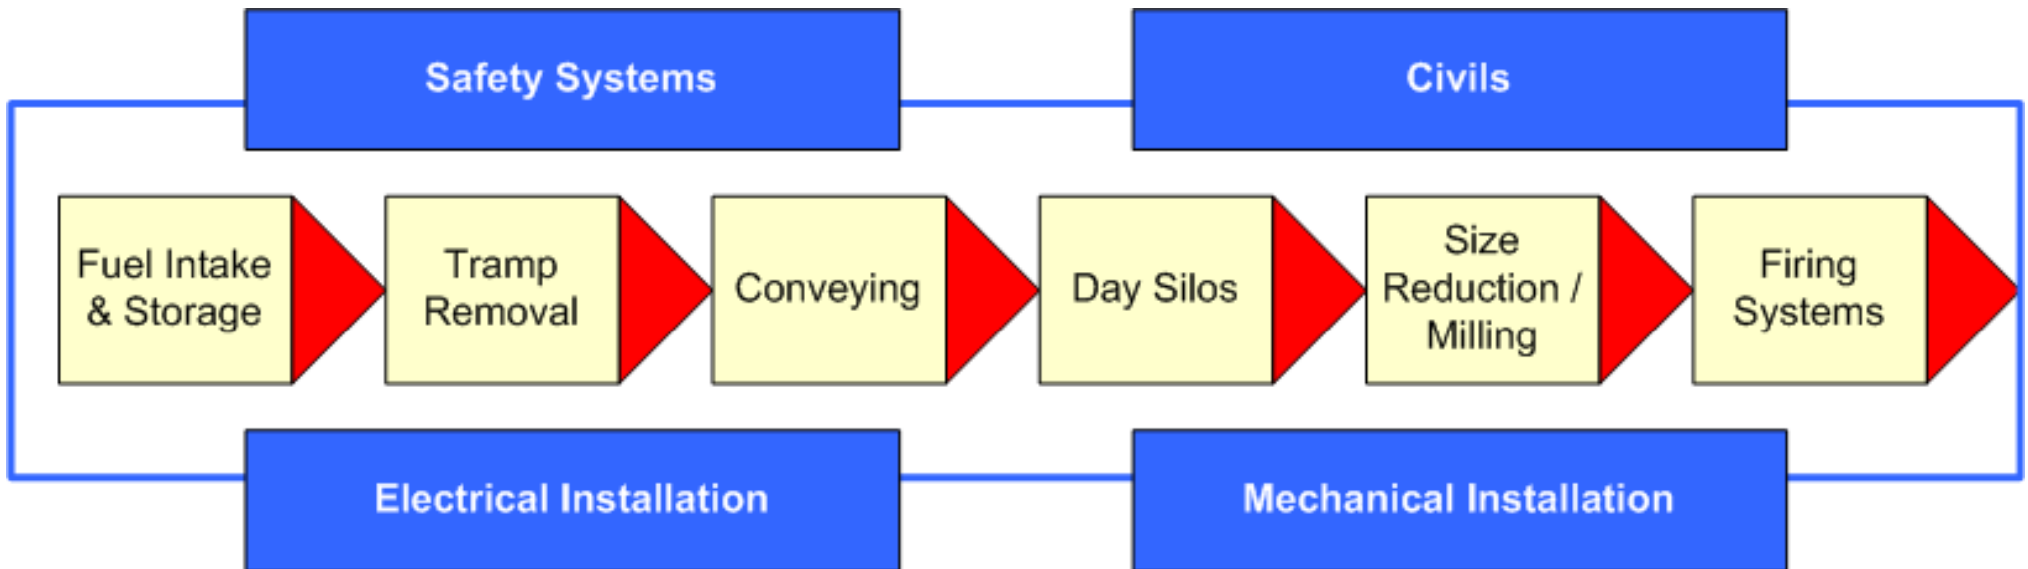 Safety Systems
Civils
Fuel Intake
& Storage
Tramp
Removal
Conveying
Day Silos
Size
Reduction /
Milling
Firing
Systems
Electrical Installation
Mechanical Installation